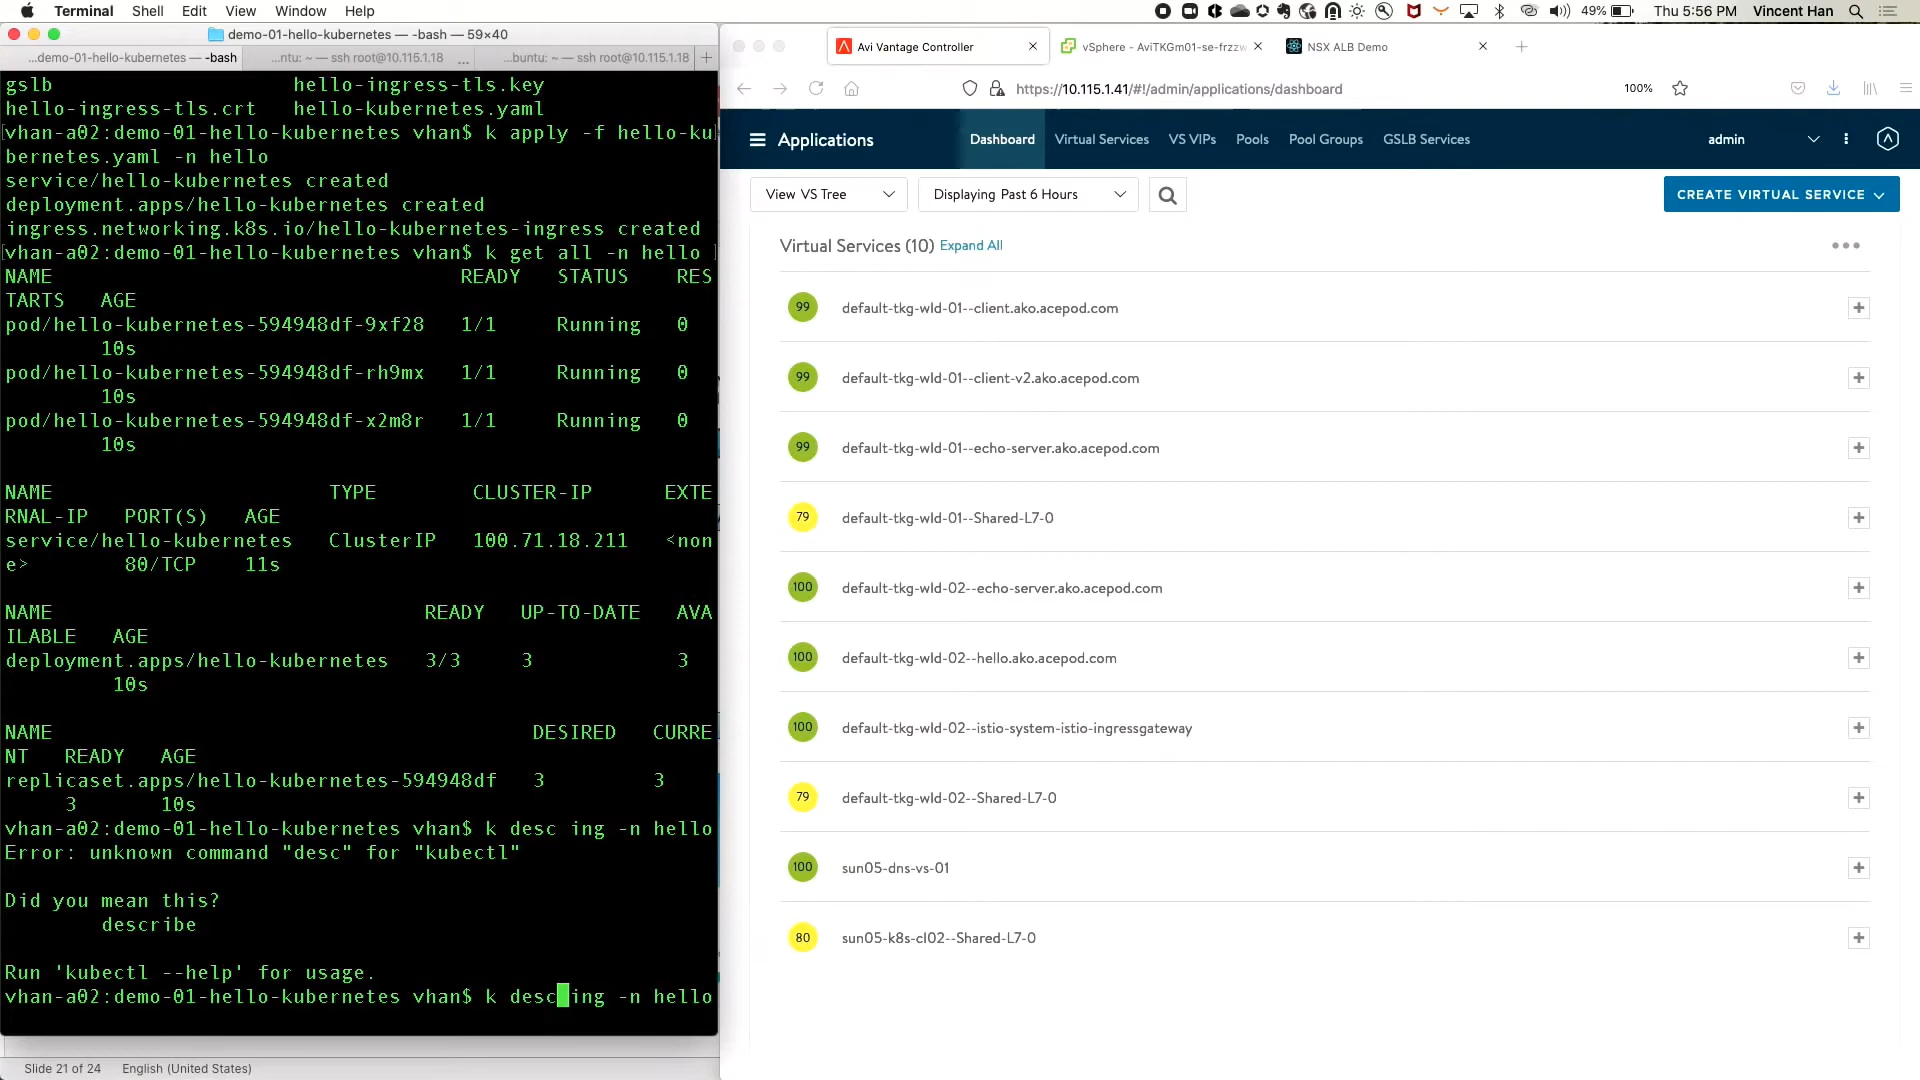 Terminal Shell Edit View Window Help
49% Thu 5:56 PM Vincent Han
demo-01-hello-kubernetes — -bash — 59×40
...demo-01-hello-kubernetes — -bash ...ntu: ~ — ssh root@10.115.1.18 ... ...buntu: ~ — ssh root@10.115.1.18 +
gslb hello-ingress-tls.key
hello-ingress-tls.crt hello-kubernetes.yaml
[vhan-a02:demo-01-hello-kubernetes vhan$ k apply -f hello-ku]
bernetes.yaml -n hello
service/hello-kubernetes created
deployment.apps/hello-kubernetes created
ingress.networking.k8s.io/hello-kubernetes-ingress created
[vhan-a02:demo-01-hello-kubernetes vhan$ k get all -n hello ]
NAME READY STATUS RES
TARTS AGE
pod/hello-kubernetes-594948df-9xf28 1/1 Running 0
10s
pod/hello-kubernetes-594948df-rh9mx 1/1 Running 0
10s
pod/hello-kubernetes-594948df-x2m8r 1/1 Running 0
10s
NAME TYPE CLUSTER-IP EXTE
RNAL-IP PORT(S) AGE
service/hello-kubernetes ClusterIP 100.71.18.211 <non
e> 80/TCP 11s
NAME READY UP-TO-DATE AVA
ILABLE AGE
deployment.apps/hello-kubernetes 3/3 3 3
10s
NAME DESIRED CURRE
NT READY AGE
replicaset.apps/hello-kubernetes-594948df 3 3
3 10s
vhan-a02:demo-01-hello-kubernetes vhan$ k desc ing -n hello
Error: unknown command "desc" for "kubectl"
Did you mean this?
describe
Run 'kubectl --help' for usage.
vhan-a02:demo-01-hello-kubernetes vhan$ k desc ing -n hello
Slide 21 of 24 English (United States)
Avi Vantage Controller × vSphere - AviTKGm01-se-frzzw × NSX ALB Demo × +
https://10.115.1.41/#!/admin/applications/dashboard 100%
Applications Dashboard Virtual Services VS VIPs Pools Pool Groups GSLB Services admin
View VS Tree Displaying Past 6 Hours CREATE VIRTUAL SERVICE
Virtual Services (10) Expand All
99 default-tkg-wld-01--client.ako.acepod.com +
99 default-tkg-wld-01--client-v2.ako.acepod.com +
99 default-tkg-wld-01--echo-server.ako.acepod.com +
79 default-tkg-wld-01--Shared-L7-0 +
100 default-tkg-wld-02--echo-server.ako.acepod.com +
100 default-tkg-wld-02--hello.ako.acepod.com +
100 default-tkg-wld-02--istio-system-istio-ingressgateway +
79 default-tkg-wld-02--Shared-L7-0 +
100 sun05-dns-vs-01 +
80 sun05-k8s-cl02--Shared-L7-0 +